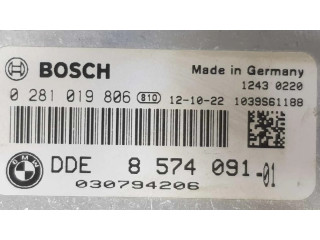 BOSCH
Made in Germany
1243 0220
0 281 019 806 810 12-10-22 1039S61188
BMW
DDE 8 574 091-01
030794206